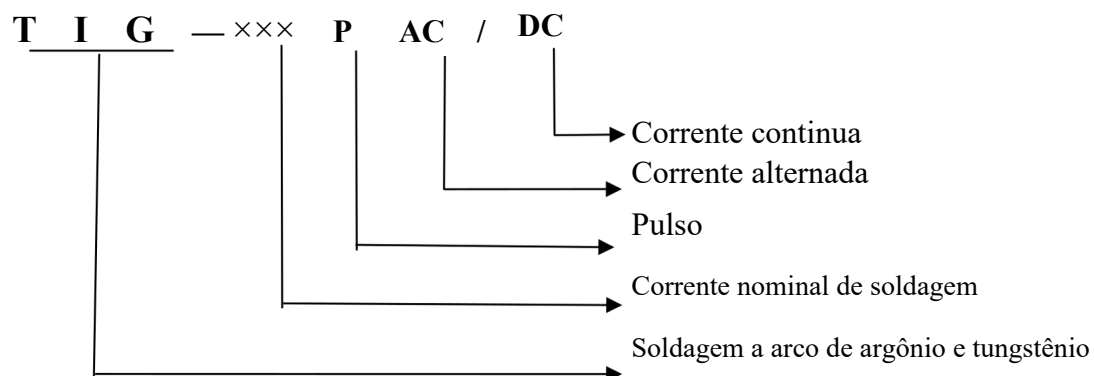 T I G — ××× P AC / DC
Corrente continua
Corrente alternada
Pulso
Corrente nominal de soldagem
Soldagem a arco de argônio e tungstênio